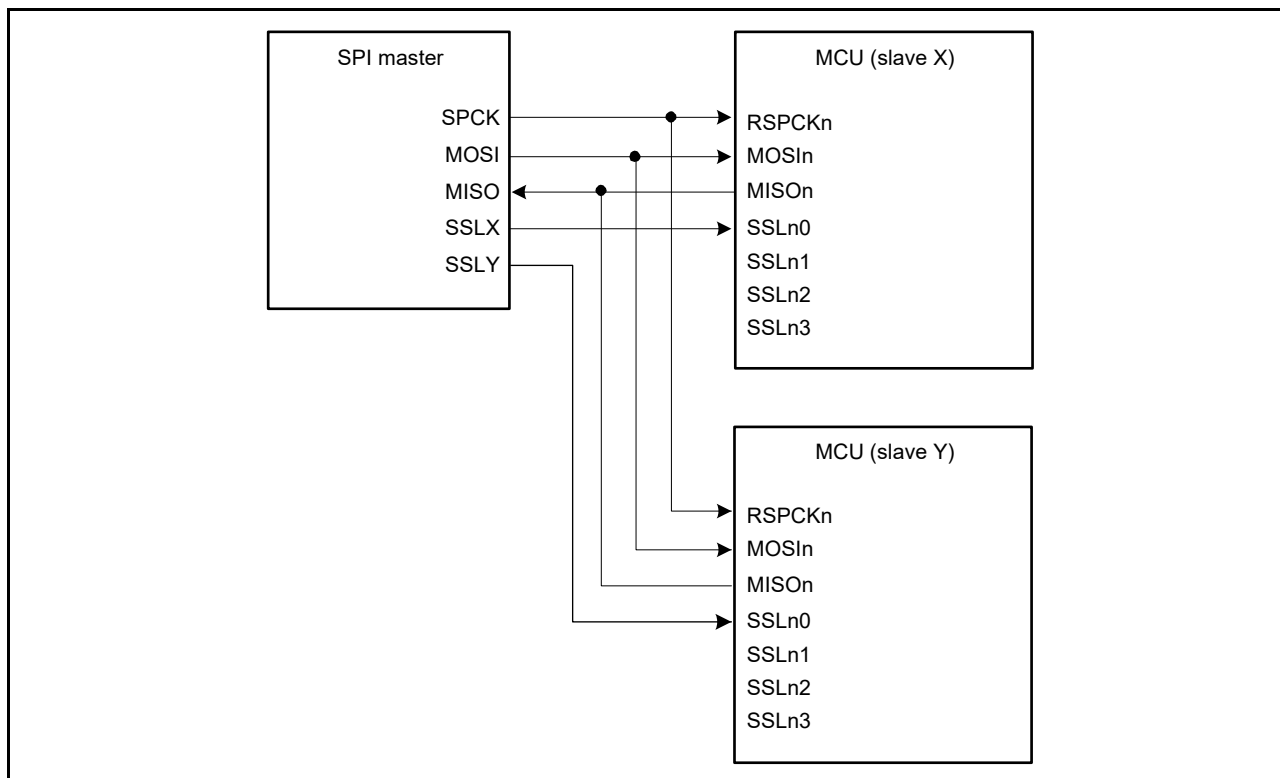 SPI master
SPCK
MOSI
MISO
SSLX
SSLY
MCU (slave X)
RSPCKn
MOSIn
MISOn
SSLn0
SSLn1
SSLn2
SSLn3
MCU (slave Y)
RSPCKn
MOSIn
MISOn
SSLn0
SSLn1
SSLn2
SSLn3